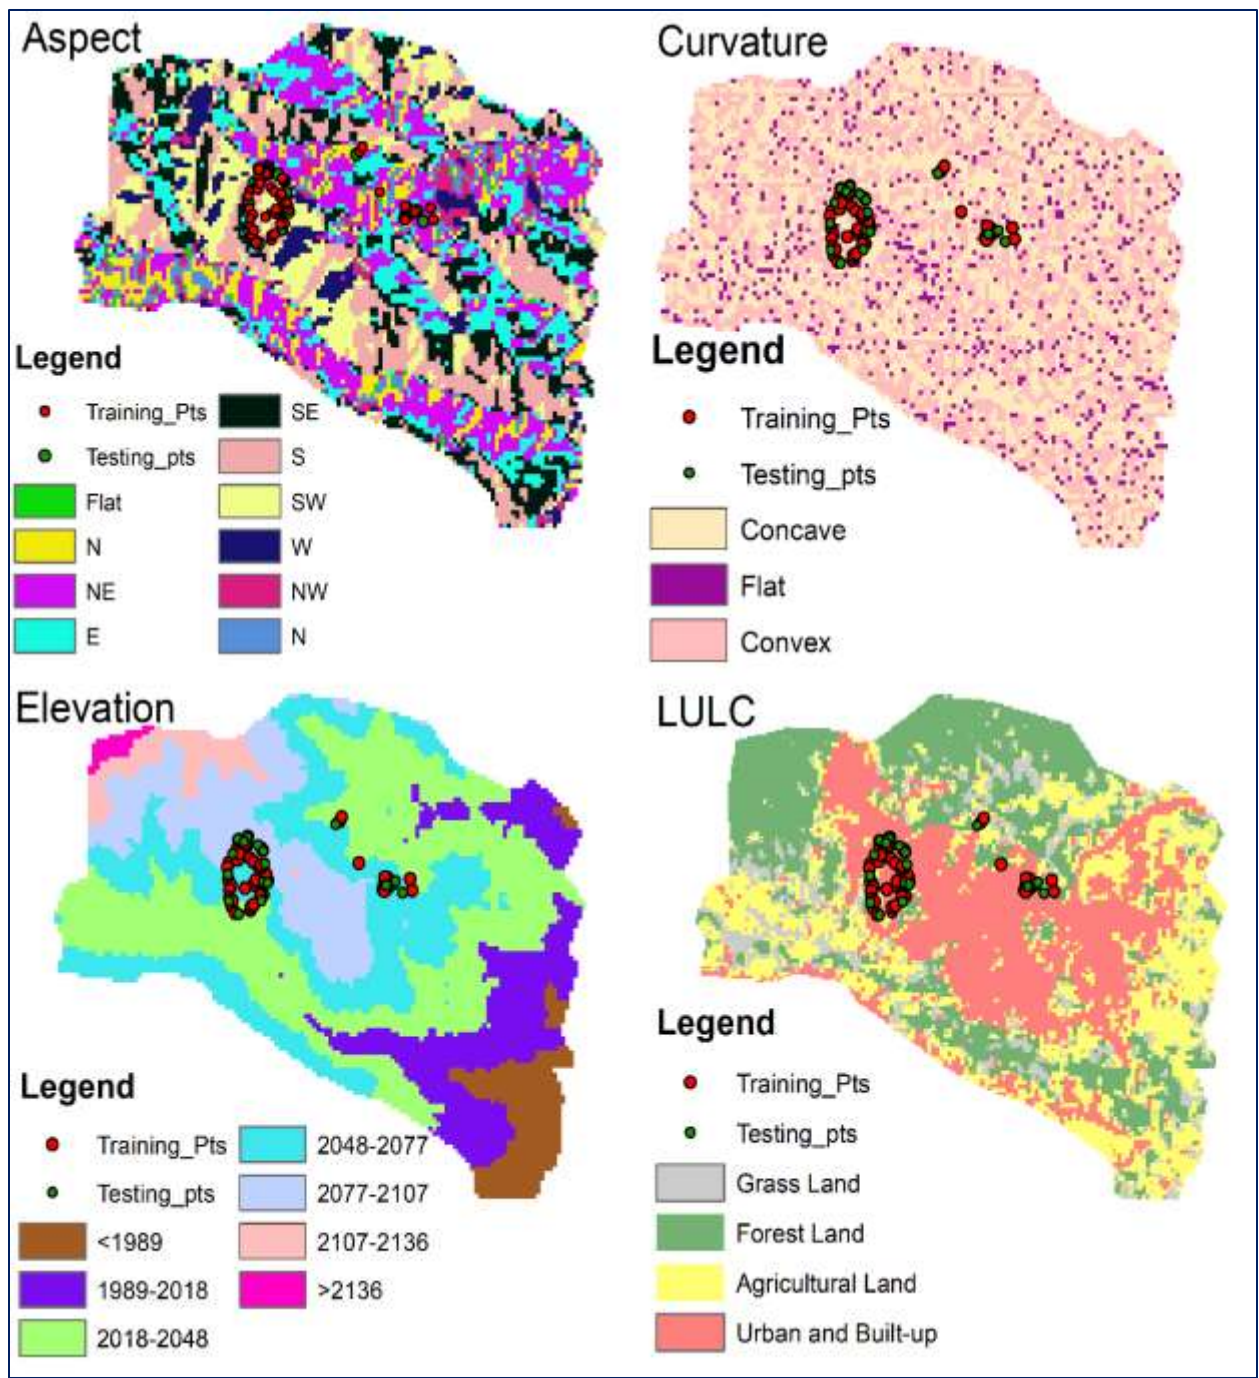 Aspect
Legend
Training_Pts
Testing_pts
Flat
N
NE
E
SE
S
SW
W
NW
N
Curvature
Legend
Training_Pts
Testing_pts
Concave
Flat
Convex
Elevation
Legend
Training_Pts
Testing_pts
<1989
1989-2018
2018-2048
2048-2077
2077-2107
2107-2136
>2136
LULC
Legend
Training_Pts
Testing_pts
Grass Land
Forest Land
Agricultural Land
Urban and Built-up